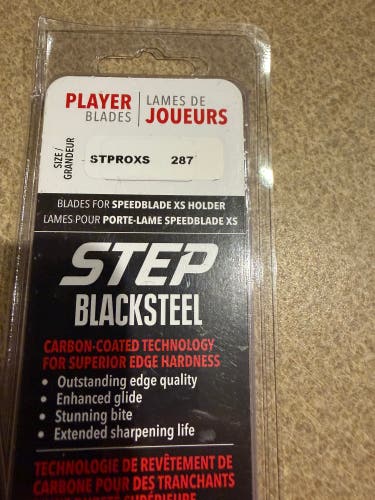 PLAYER BLADES | LAMES DE JOUEURS
SIZE / GRANDEUR
STPROXS 287
BLADES FOR SPEEDBLADE XS HOLDER
LAMES POUR PORTE-LAME SPEEDBLADE XS
STEP
BLACKSTEEL
CARBON-COATED TECHNOLOGY
FOR SUPERIOR EDGE HARDNESS
• Outstanding edge quality
• Enhanced glide
• Stunning bite
• Extended sharpening life
TECHNOLOGIE DE REVÊTEMENT DE
CARBONE POUR DES TRANCHANTS